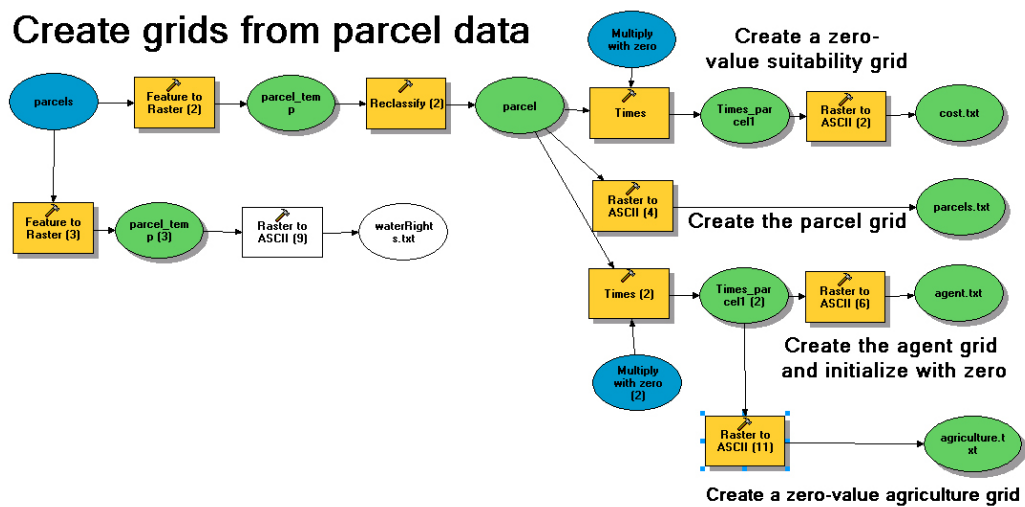 Create grids from parcel data
Multiply
with zero
Create a zero-
value suitability grid
parcels
Feature to
Raster (2)
parcel_tem
p
Reclassify (2)
parcel
Times
Times_pa
rcel1
Raster to
ASCII (2)
cost.txt
Feature to
Raster (3)
parcel_tem
p (3)
Raster to
ASCII (9)
waterRight
s.txt
Raster to
ASCII (4)
Create the parcel grid
parcels.txt
Times (2)
Times_pa
rcel1 (2)
Raster to
ASCII (6)
agent.txt
Create the agent grid
and initialize with zero
Multiply
with zero
(2)
Raster to
ASCII (11)
agriculture.t
xt
Create a zero-value agriculture grid